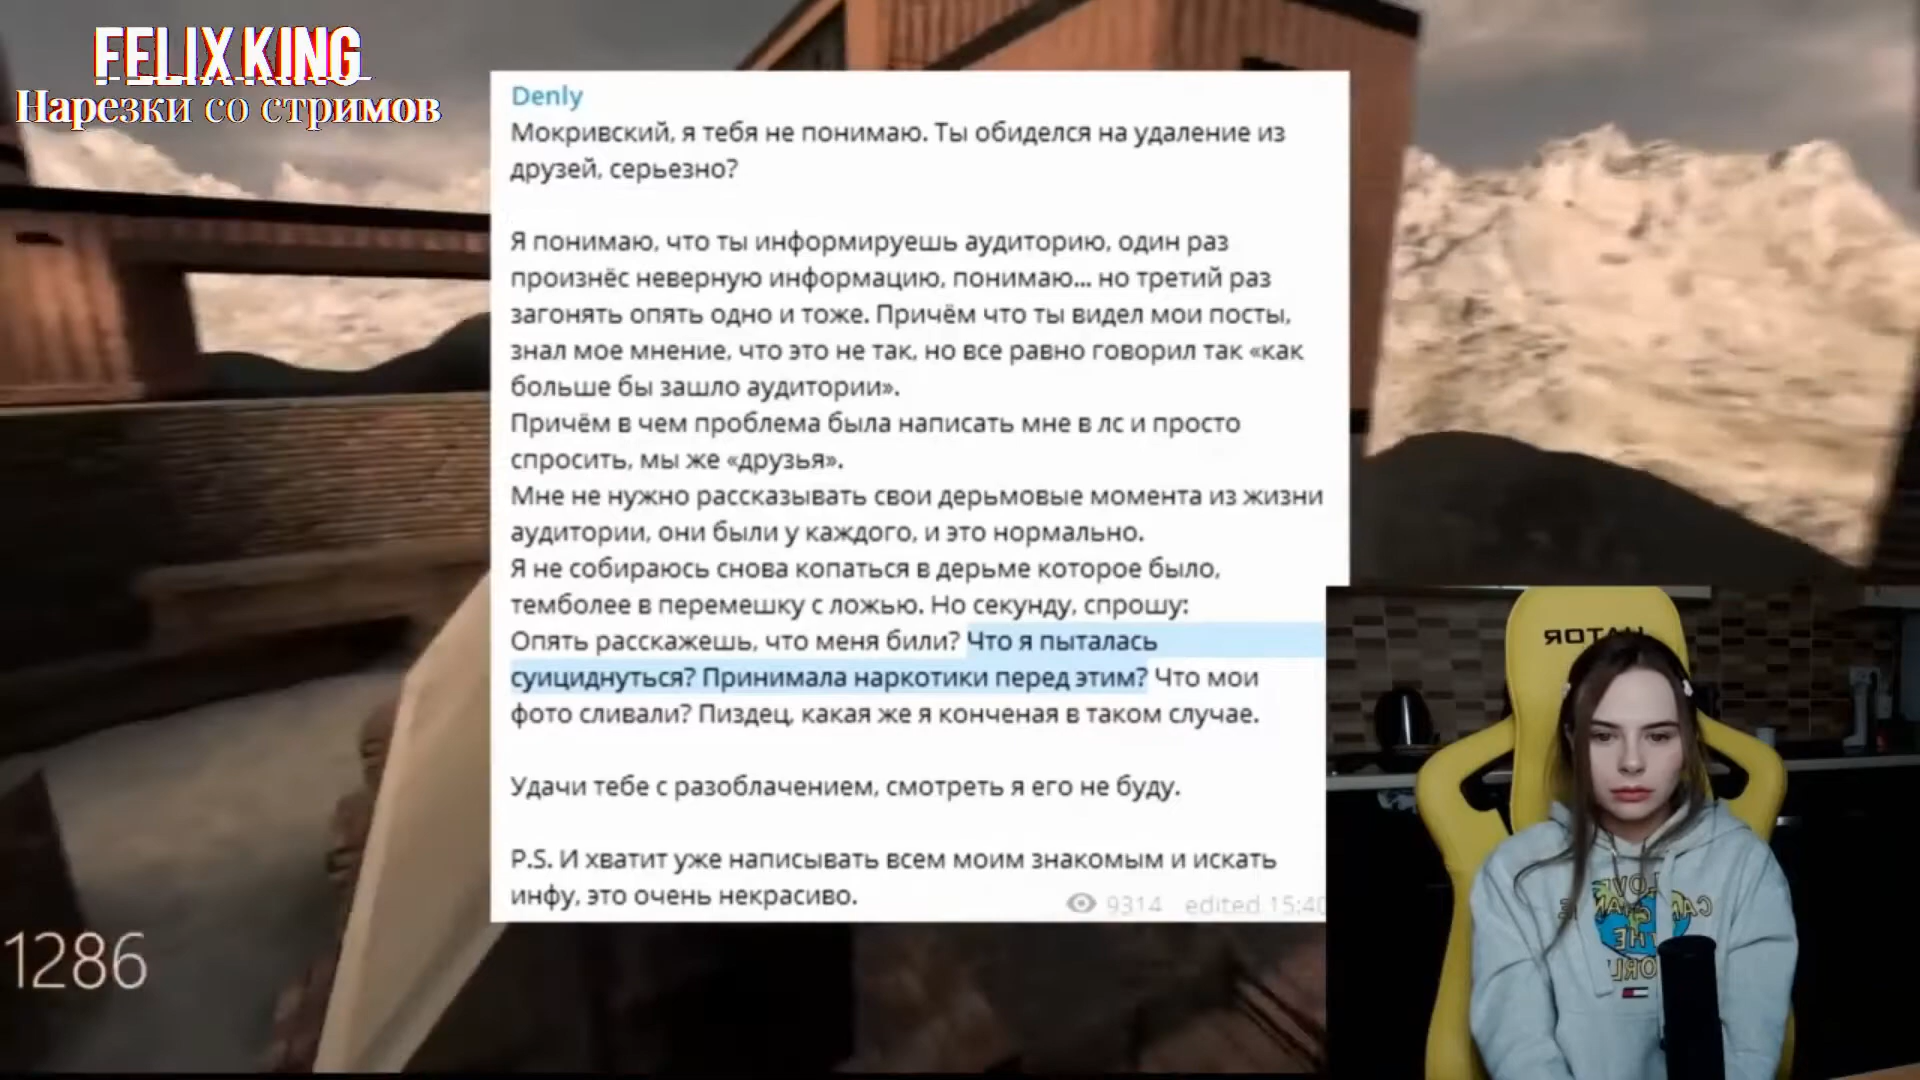 FELIX KING
Нарезки со стримов
Denly
Мокривский, я тебя не понимаю. Ты обиделся на удаление из
друзей, серьезно?
Я понимаю, что ты информируешь аудиторию, один раз
произнёс неверную информацию, понимаю... но третий раз
загонять опять одно и тоже. Причём что ты видел мои посты,
знал мое мнение, что это не так, но все равно говорил так «как
больше бы зашло аудитории».
Причём в чем проблема была написать мне в лс и просто
спросить, мы же «друзья».
Мне не нужно рассказывать свои дерьмовые момента из жизни
аудитории, они были у каждого, и это нормально.
Я не собираюсь снова копаться в дерьме которое было,
темболее в перемешку с ложью. Но секунду, спрошу:
Опять расскажешь, что меня били? Что я пыталась
суициднуться? Принимала наркотики перед этим? Что мои
фото сливали? Пиздец, какая же я конченая в таком случае.
Удачи тебе с разоблачением, смотреть я его не буду.
P.S. И хватит уже написывать всем моим знакомым и искать
инфу, это очень некрасиво.
9314 edited 15:40
1286
LOVE
CAN
THE